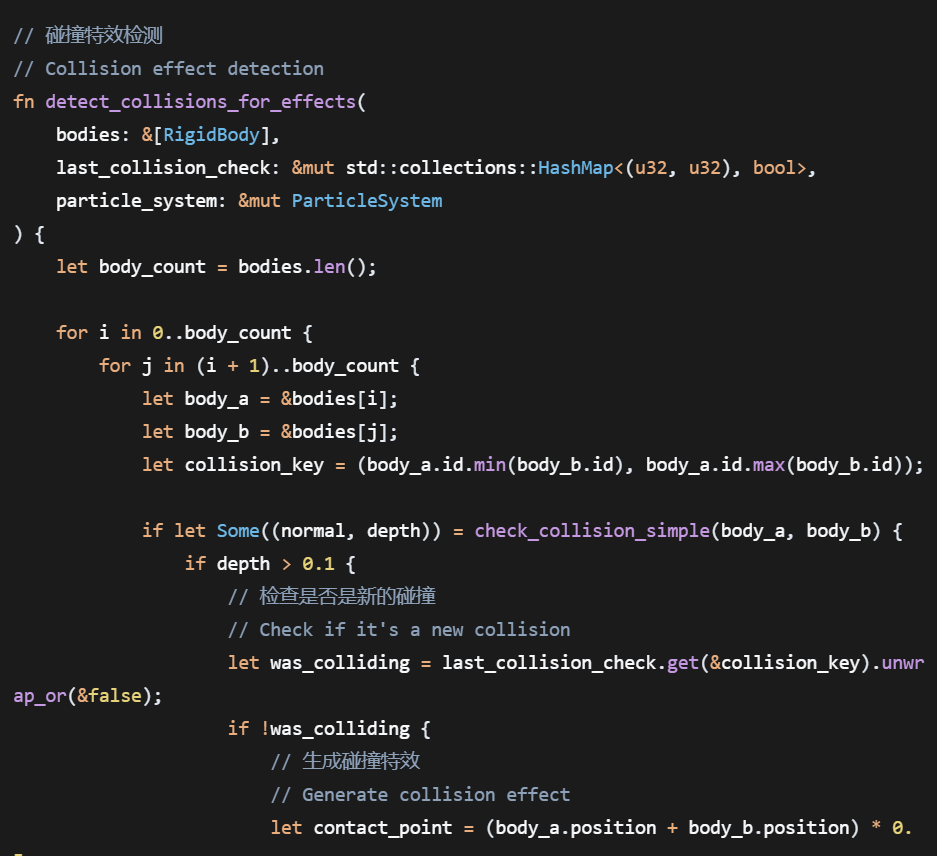 // 碰撞特效检测
// Collision effect detection
fn detect_collisions_for_effects(
    bodies: &[RigidBody],
    last_collision_check: &mut std::collections::HashMap<(u32, u32), bool>,
    particle_system: &mut ParticleSystem
) {
    let body_count = bodies.len();

    for i in 0..body_count {
        for j in (i + 1)..body_count {
            let body_a = &bodies[i];
            let body_b = &bodies[j];
            let collision_key = (body_a.id.min(body_b.id), body_a.id.max(body_b.id));

            if let Some((normal, depth)) = check_collision_simple(body_a, body_b) {
                if depth > 0.1 {
                    // 检查是否是新的碰撞
                    // Check if it's a new collision
                    let was_colliding = last_collision_check.get(&collision_key).unwr
ap_or(&false);
                    if !was_colliding {
                        // 生成碰撞特效
                        // Generate collision effect
                        let contact_point = (body_a.position + body_b.position) * 0.